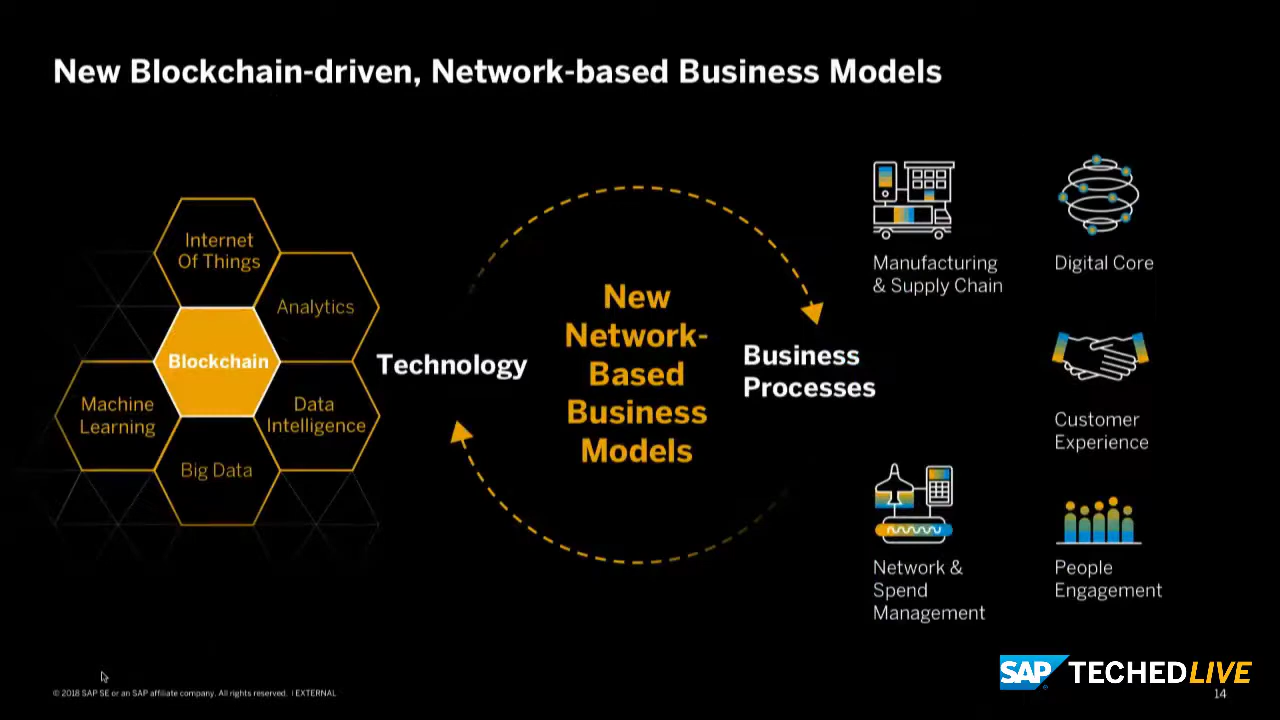 New Blockchain-driven, Network-based Business Models
Internet
Of Things
Analytics
Blockchain
Machine
Learning
Data
Intelligence
Big Data
Technology
New
Network-
Based
Business
Models
Business
Processes
Manufacturing
& Supply Chain
Digital Core
Customer
Experience
Network &
Spend
Management
People
Engagement
© 2018 SAP SE or an SAP affiliate company. All rights reserved. | EXTERNAL
SAP TECHED LIVE
14